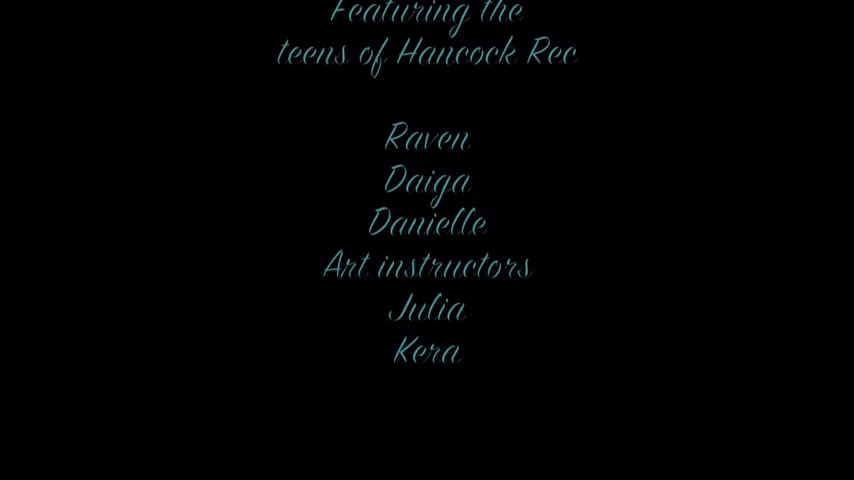 Featuring the
teens of Hancock Rec
Raven
Daiga
Danielle
Art instructors
Julia
Kera